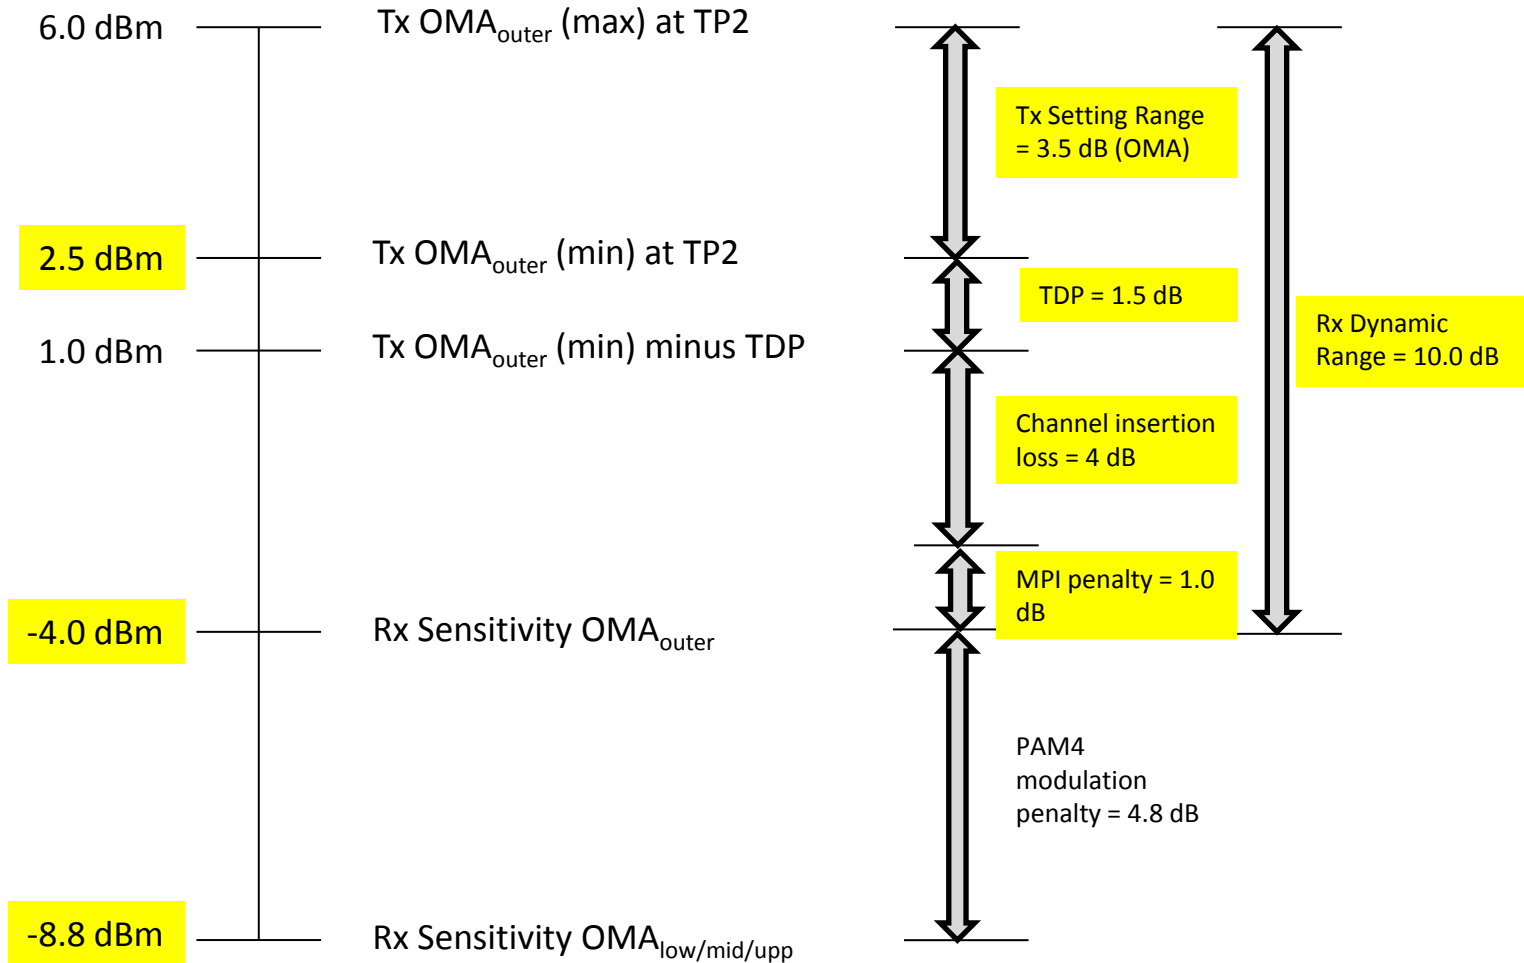 6.0 dBm
Tx OMAouter (max) at TP2
Tx Setting Range
= 3.5 dB (OMA)
2.5 dBm
Tx OMAouter (min) at TP2
TDP = 1.5 dB
1.0 dBm
Tx OMAouter (min) minus TDP
Rx Dynamic
Range = 10.0 dB
Channel insertion
loss = 4 dB
MPI penalty = 1.0
dB
-4.0 dBm
Rx Sensitivity OMAouter
PAM4
modulation
penalty = 4.8 dB
-8.8 dBm
Rx Sensitivity OMAlow/mid/upp